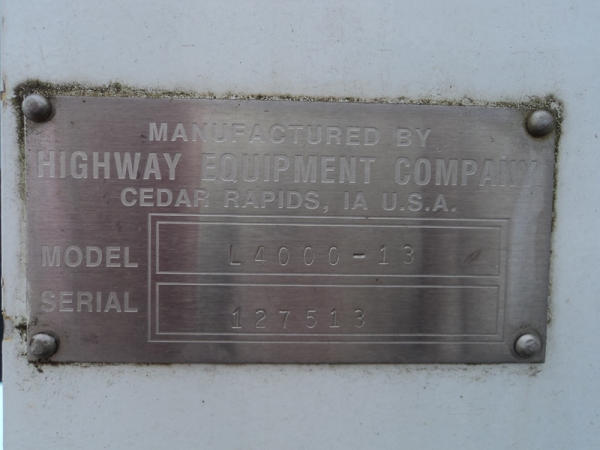 MANUFACTURED BY
HIGHWAY EQUIPMENT COMPANY
CEDAR RAPIDS, IA U.S.A.
MODEL L4000-13
SERIAL 127513